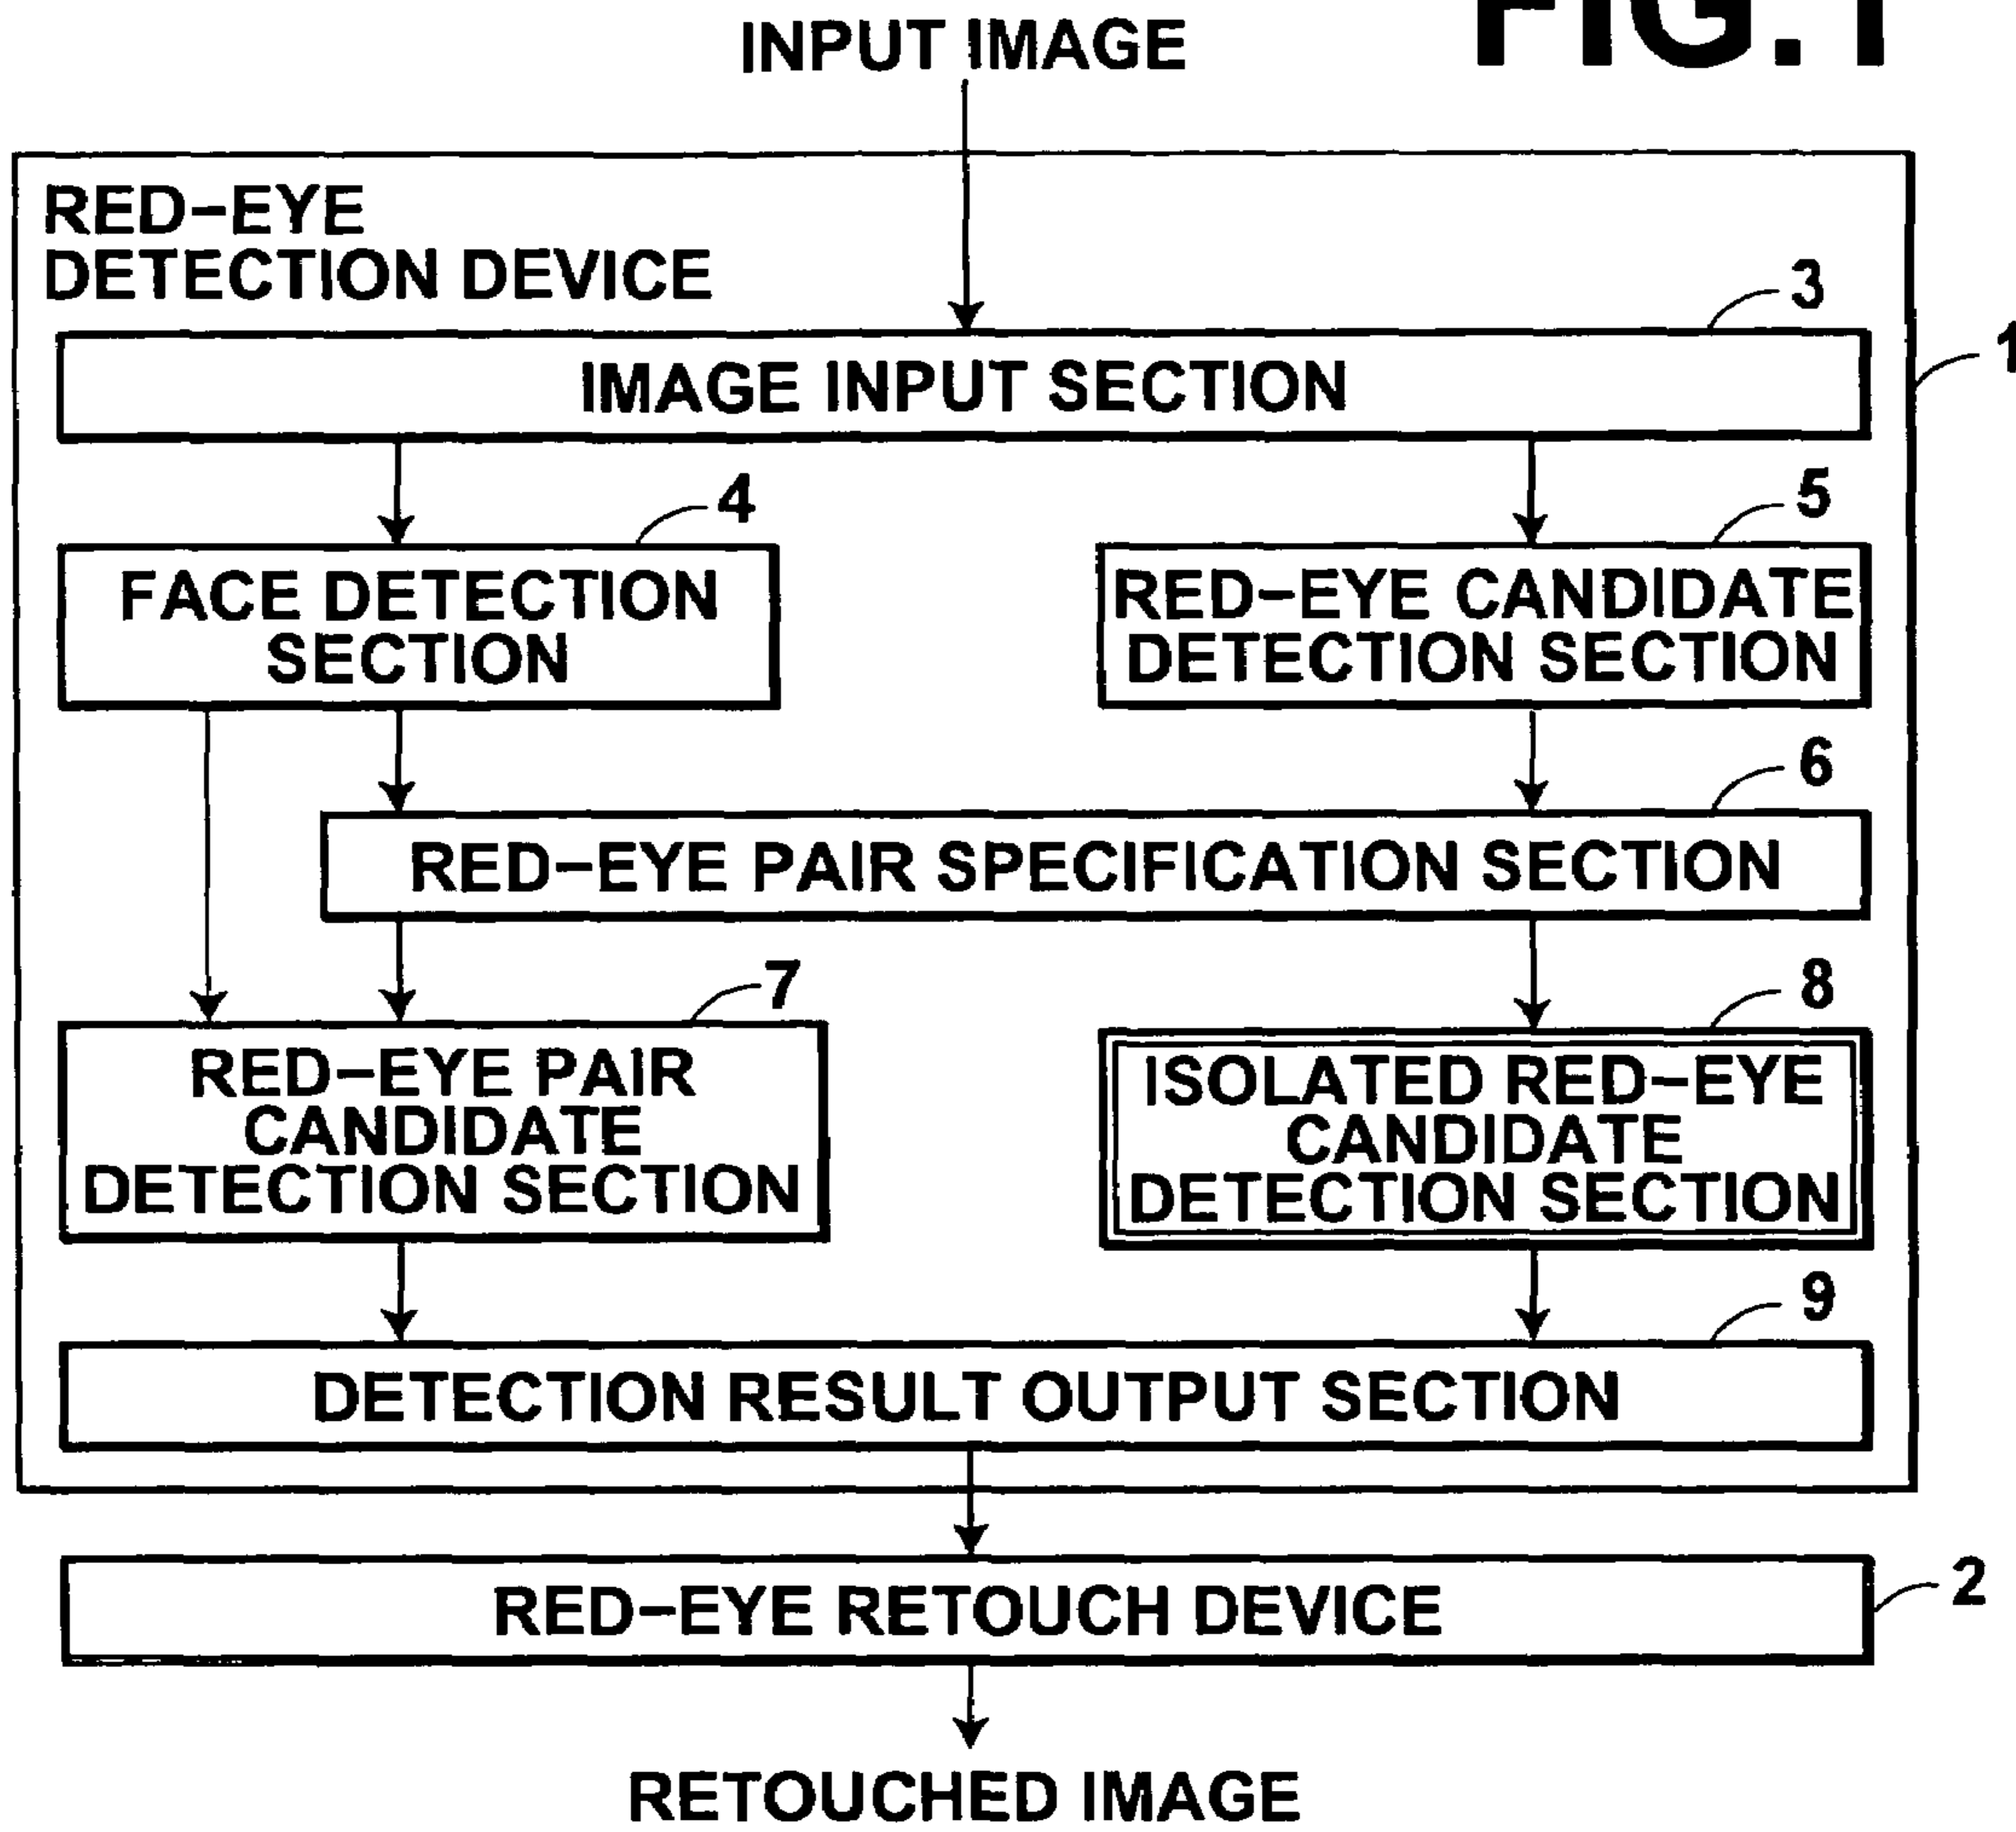 FIG.1
INPUT IMAGE
RED-EYE
DETECTION DEVICE
3
IMAGE INPUT SECTION
1
4
5
FACE DETECTION
SECTION
RED-EYE CANDIDATE
DETECTION SECTION
6
RED-EYE PAIR SPECIFICATION SECTION
7
8
RED-EYE PAIR
CANDIDATE
DETECTION SECTION
ISOLATED RED-EYE
CANDIDATE
DETECTION SECTION
9
DETECTION RESULT OUTPUT SECTION
RED-EYE RETOUCH DEVICE
2
RETOUCHED IMAGE